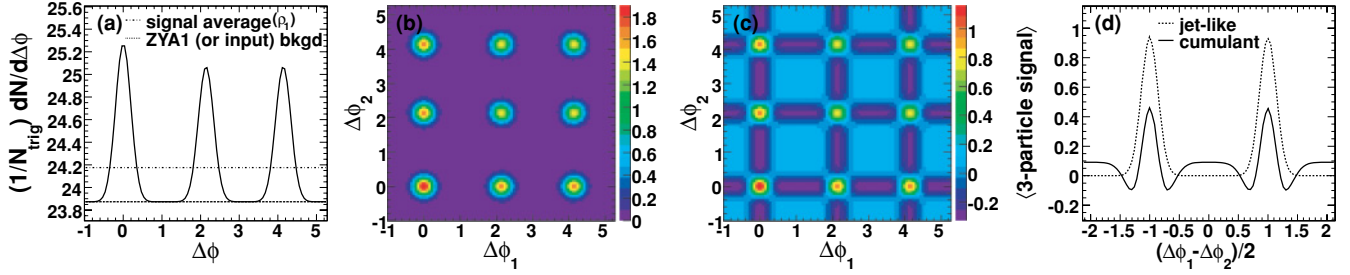 (a)
signal average(ρ₁)
ZYA1 (or input) bkgd
(1/N_trig) dN/dΔϕ
25.6
25.4
25.2
25
24.8
24.6
24.4
24.2
24
23.8
-1 0 1 2 3 4 5
Δϕ
(b)
Δϕ₂
5
4
3
2
1
0
-1
-1 0 1 2 3 4 5
Δϕ₁
1.8
1.6
1.4
1.2
1
0.8
0.6
0.4
0.2
0
(c)
Δϕ₂
5
4
3
2
1
0
-1
-1 0 1 2 3 4 5
Δϕ₁
1
0.8
0.6
0.4
0.2
0
-0.2
(d)
jet-like
cumulant
⟨3-particle signal⟩
1
0.8
0.6
0.4
0.2
0
-0.2
-2 -1.5 -1 -0.5 0 0.5 1 1.5 2
(Δϕ₁-Δϕ₂)/2